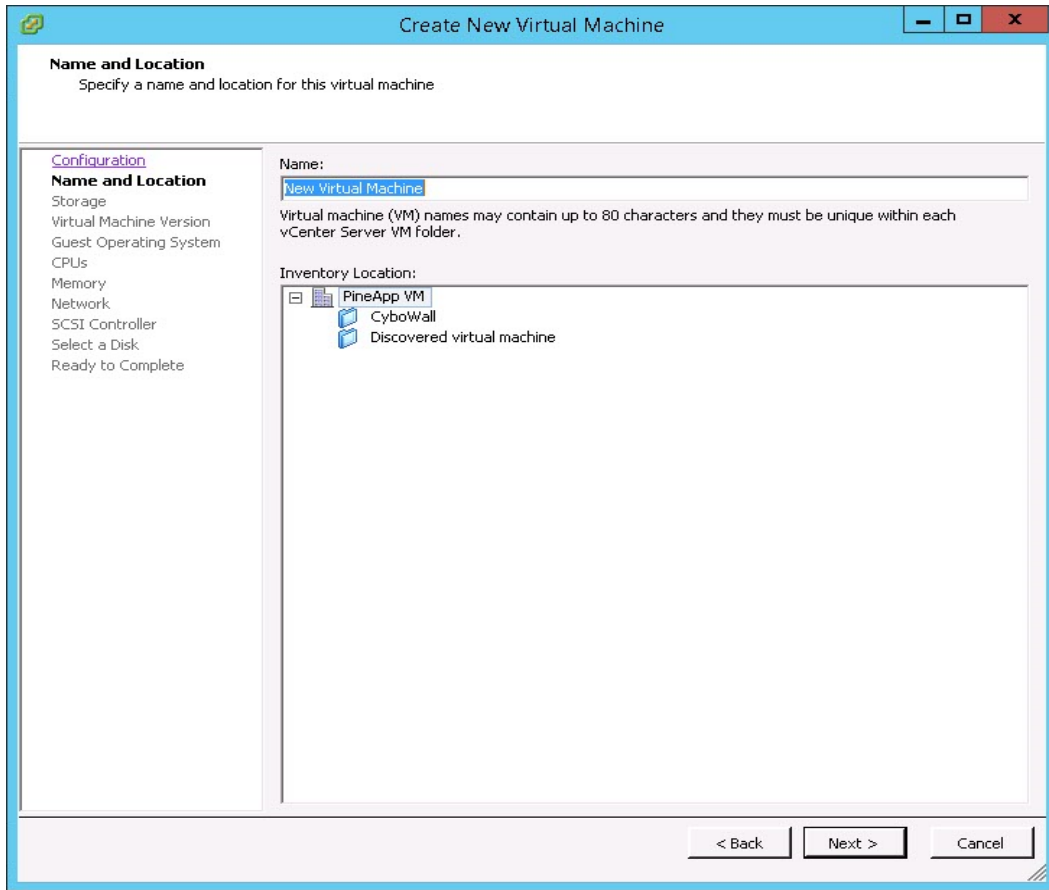 Create New Virtual Machine
Name and Location
Specify a name and location for this virtual machine
Configuration
Name and Location
Storage
Virtual Machine Version
Guest Operating System
CPUs
Memory
Network
SCSI Controller
Select a Disk
Ready to Complete
Name:
New Virtual Machine
Virtual machine (VM) names may contain up to 80 characters and they must be unique within each
vCenter Server VM folder.
Inventory Location:
PineApp VM
CyboWall
Discovered virtual machine
< Back
Next >
Cancel